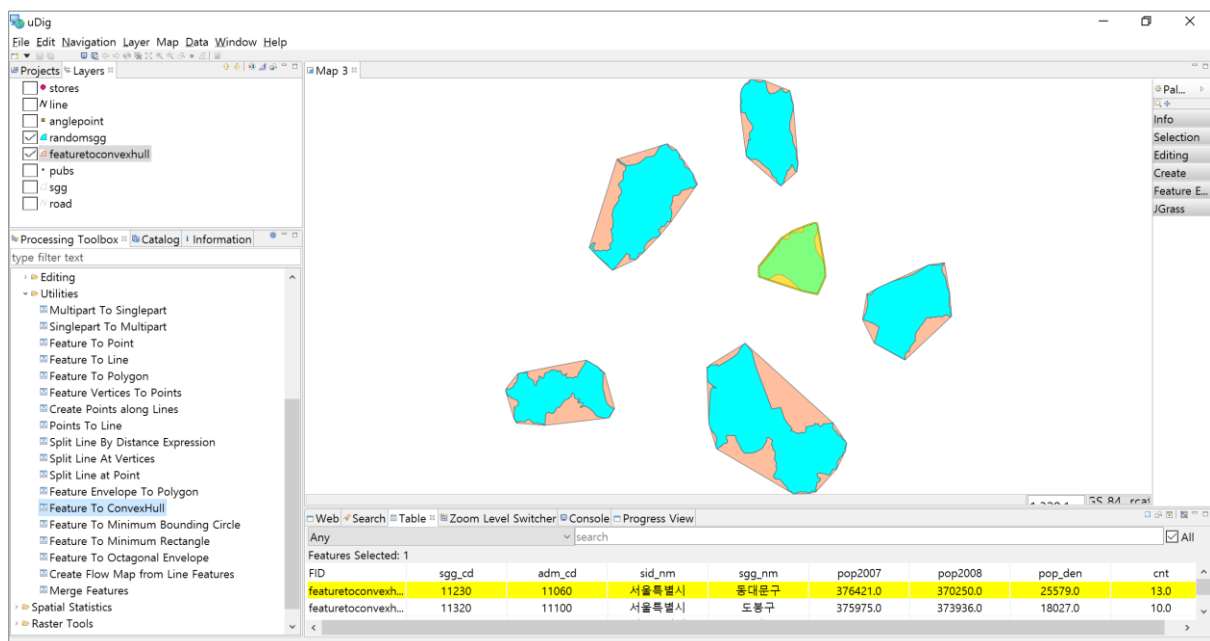 uDig
File Edit Navigation Layer Map Data Window Help
Projects Layers
stores
line
anglepoint
randomsgg
featuretoconvexhull
pubs
sgg
road
Processing Toolbox Catalog Information
type filter text
Editing
Utilities
Multipart To Singlepart
Singlepart To Multipart
Feature To Point
Feature To Line
Feature To Polygon
Feature Vertices To Points
Create Points along Lines
Points To Line
Split Line By Distance Expression
Split Line At Vertices
Split Line at Point
Feature Envelope To Polygon
Feature To ConvexHull
Feature To Minimum Bounding Circle
Feature To Minimum Rectangle
Feature To Octagonal Envelope
Create Flow Map from Line Features
Merge Features
Spatial Statistics
Raster Tools
Map 3
Pal...
Info
Selection
Editing
Create
Feature E...
JGrass
Web Search Table Zoom Level Switcher Console Progress View
Any search All
Features Selected: 1
FID sgg_cd adm_cd sid_nm sgg_nm pop2007 pop2008 pop_den cnt
featuretoconvexh... 11230 11060 서울특별시 동대문구 376421.0 370250.0 25579.0 13.0
featuretoconvexh... 11320 11100 서울특별시 도봉구 375975.0 373936.0 18027.0 10.0